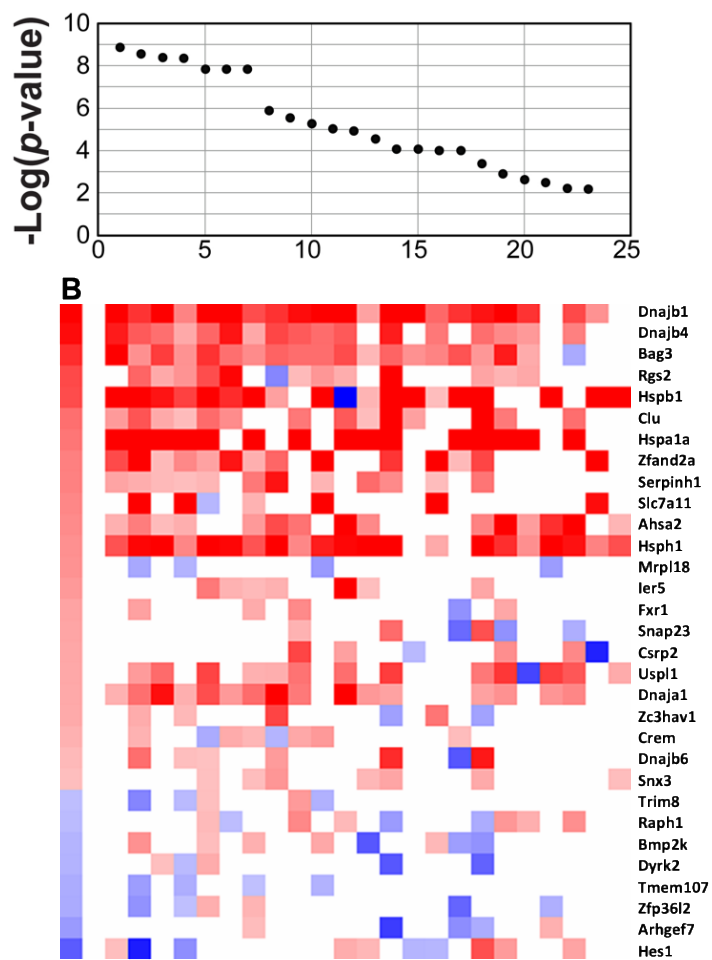 -Log(p-value)
10
8
6
4
2
0
0 5 10 15 20 25
B
Dnajb1
Dnajb4
Bag3
Rgs2
Hspb1
Clu
Hspa1a
Zfand2a
Serpinh1
Slc7a11
Ahsa2
Hsph1
Mrpl18
Ier5
Fxr1
Snap23
Csrp2
Uspl1
Dnaja1
Zc3hav1
Crem
Dnajb6
Snx3
Trim8
Raph1
Bmp2k
Dyrk2
Tmem107
Zfp36l2
Arhgef7
Hes1